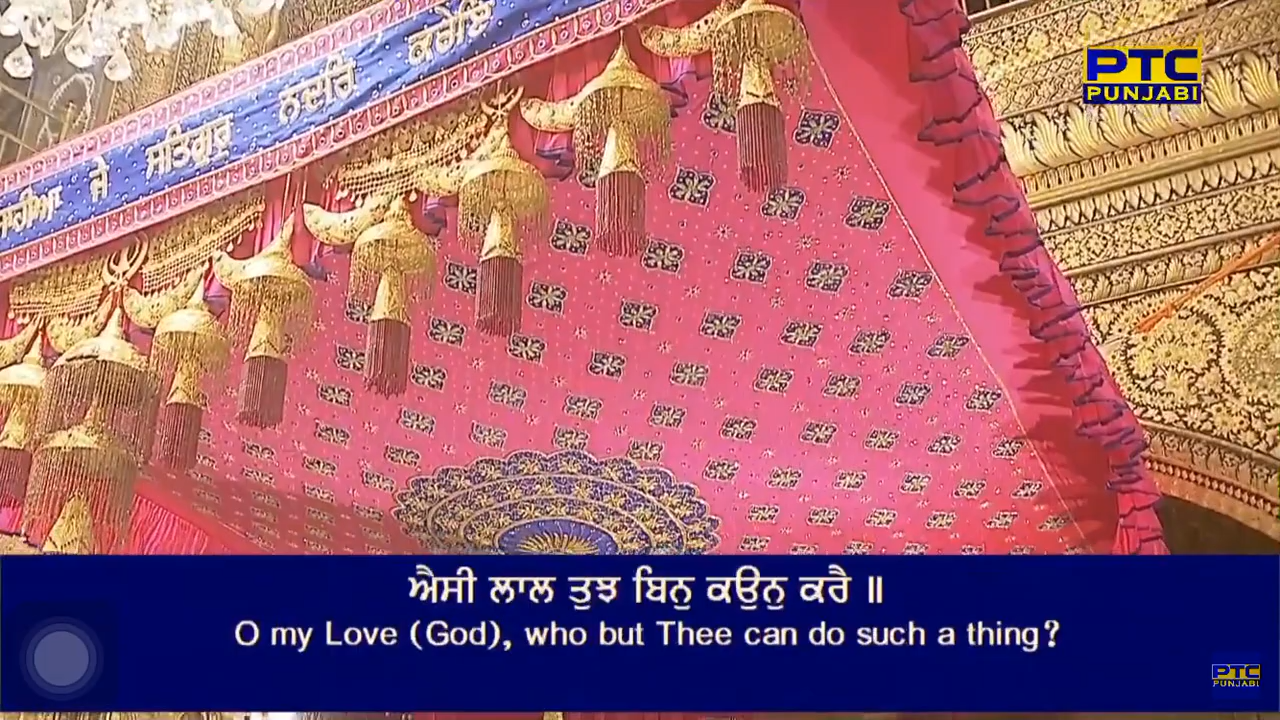 PTC
PUNJABI
ਜੇ ਸਤਿਗੁਰੁ ਨਦਰਿ ਕਰੇਇ
ਐਸੀ ਲਾਲ ਤੁਝ ਬਿਨੁ ਕਉਨੁ ਕਰੈ ॥
O my Love (God), who but Thee can do such a thing?
PTC
PUNJABI